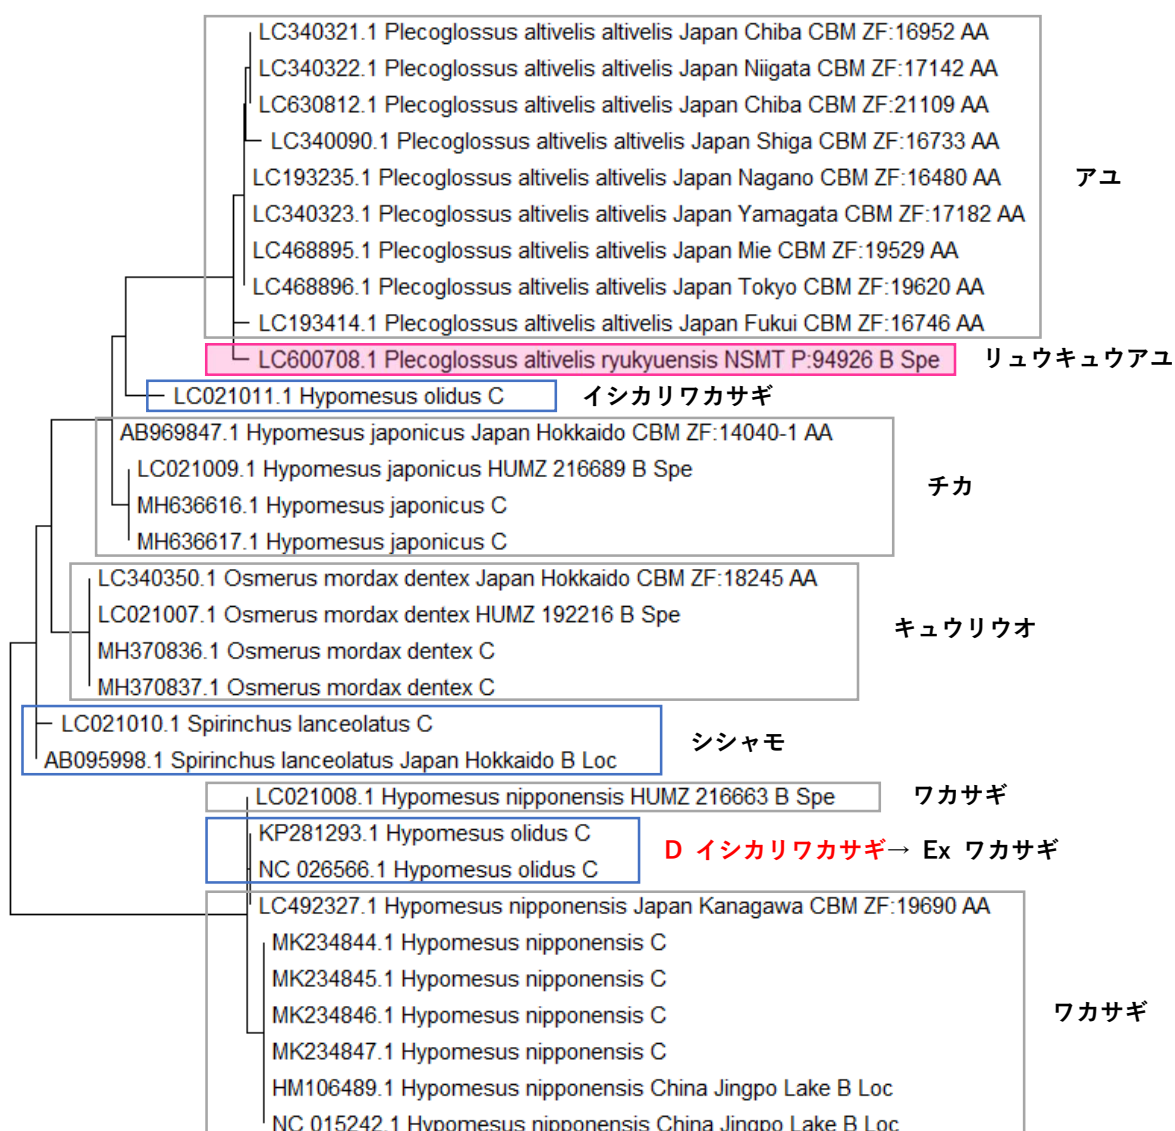 LC340321.1 Plecoglossus altivelis altivelis Japan Chiba CBM ZF:16952 AA
LC340322.1 Plecoglossus altivelis altivelis Japan Niigata CBM ZF:17142 AA
LC630812.1 Plecoglossus altivelis altivelis Japan Chiba CBM ZF:21109 AA
LC340090.1 Plecoglossus altivelis altivelis Japan Shiga CBM ZF:16733 AA
LC193235.1 Plecoglossus altivelis altivelis Japan Nagano CBM ZF:16480 AA
アユ
LC340323.1 Plecoglossus altivelis altivelis Japan Yamagata CBM ZF:17182 AA
LC468895.1 Plecoglossus altivelis altivelis Japan Mie CBM ZF:19529 AA
LC468896.1 Plecoglossus altivelis altivelis Japan Tokyo CBM ZF:19620 AA
LC193414.1 Plecoglossus altivelis altivelis Japan Fukui CBM ZF:16746 AA
LC600708.1 Plecoglossus altivelis ryukyuensis NSMT P:94926 B Spe
リュウキュウアユ
LC021011.1 Hypomesus olidus C
イシカリワカサギ
AB969847.1 Hypomesus japonicus Japan Hokkaido CBM ZF:14040-1 AA
LC021009.1 Hypomesus japonicus HUMZ 216689 B Spe
チカ
MH636616.1 Hypomesus japonicus C
MH636617.1 Hypomesus japonicus C
LC340350.1 Osmerus mordax dentex Japan Hokkaido CBM ZF:18245 AA
LC021007.1 Osmerus mordax dentex HUMZ 192216 B Spe
キュウリウオ
MH370836.1 Osmerus mordax dentex C
MH370837.1 Osmerus mordax dentex C
LC021010.1 Spirinchus lanceolatus C
シシャモ
AB095998.1 Spirinchus lanceolatus Japan Hokkaido B Loc
LC021008.1 Hypomesus nipponensis HUMZ 216663 B Spe
ワカサギ
KP281293.1 Hypomesus olidus C
D イシカリワカサギ→ Ex ワカサギ
NC 026566.1 Hypomesus olidus C
LC492327.1 Hypomesus nipponensis Japan Kanagawa CBM ZF:19690 AA
MK234844.1 Hypomesus nipponensis C
MK234845.1 Hypomesus nipponensis C
MK234846.1 Hypomesus nipponensis C
ワカサギ
MK234847.1 Hypomesus nipponensis C
HM106489.1 Hypomesus nipponensis China Jingpo Lake B Loc
NC 015242.1 Hypomesus nipponensis China Jingpo Lake B Loc